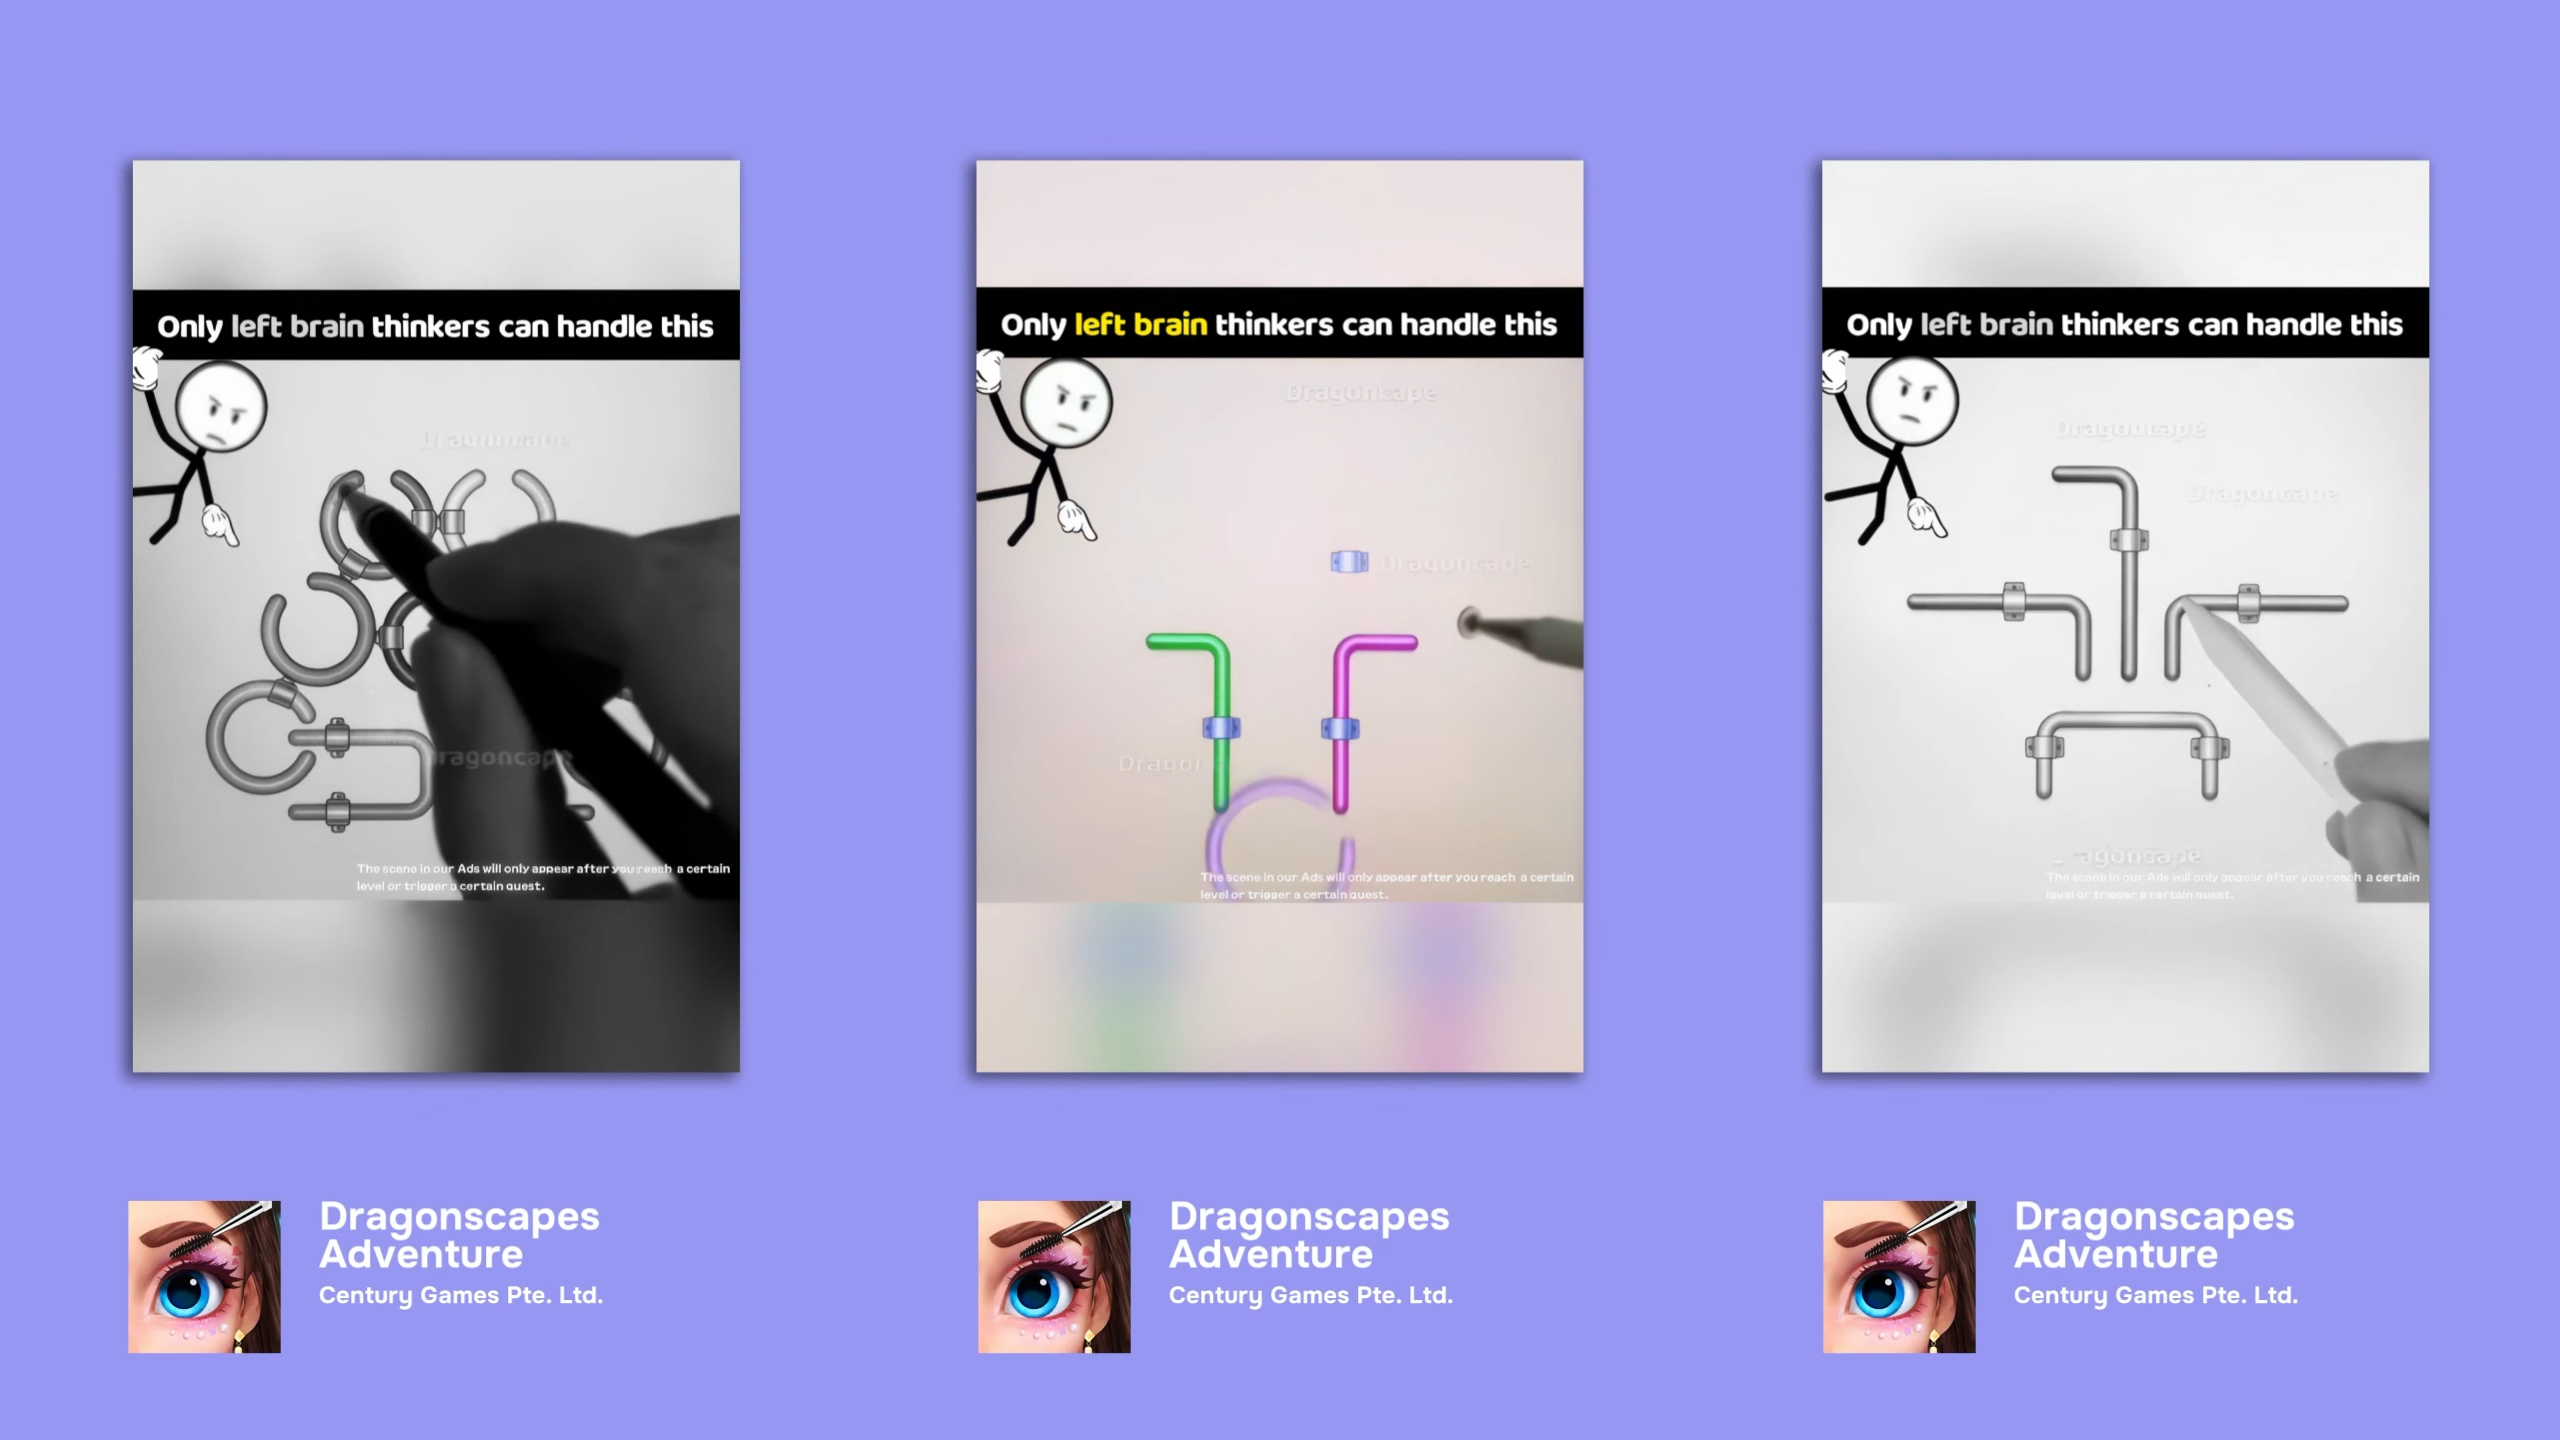 Only left brain thinkers can handle this
The scene in our Ads will only appear after you reach a certain
level or trigger a certain quest.
Dragonscapes
Adventure
Century Games Pte. Ltd.
Only left brain thinkers can handle this
Dragoncape
Dragoncape
The scene in our Ads will only appear after you reach a certain
level or trigger a certain quest.
Dragonscapes
Adventure
Century Games Pte. Ltd.
Only left brain thinkers can handle this
Dragoncape
Dragoncape
The scene in our Ads will only appear after you reach a certain
level or trigger a certain quest.
Dragonscapes
Adventure
Century Games Pte. Ltd.